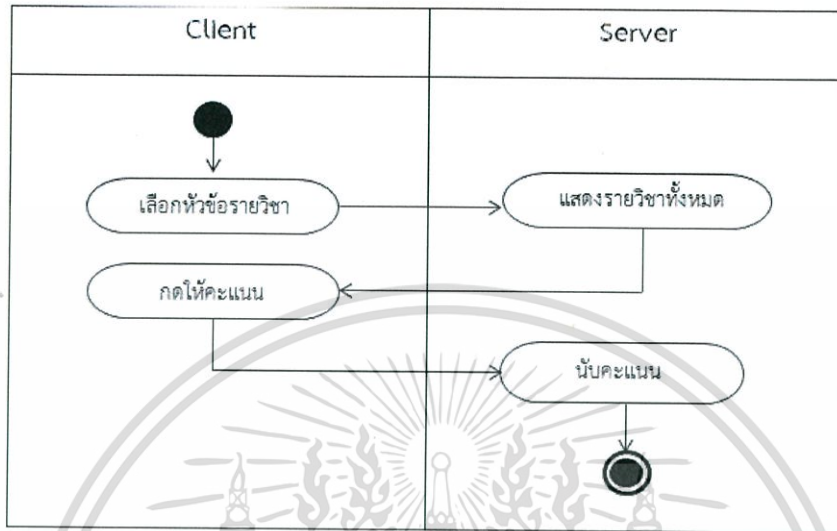 Client
Server
เลือกหัวข้อรายวิชา
แสดงรายวิชาทั้งหมด
กดให้คะแนน
นับคะแนน